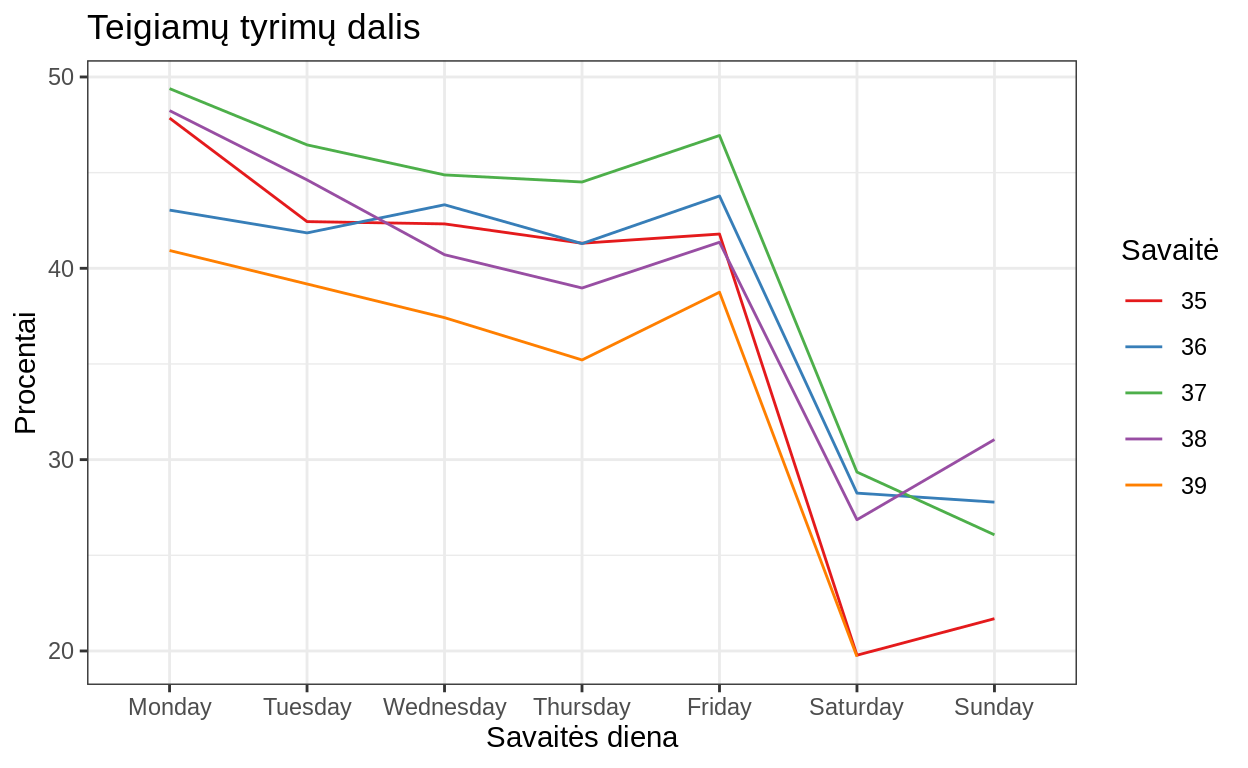 Teigiamų tyrimų dalis
Procentai
50
40
30
20
Monday Tuesday Wednesday Thursday Friday Saturday Sunday
Savaitės diena
Savaitė
35
36
37
38
39